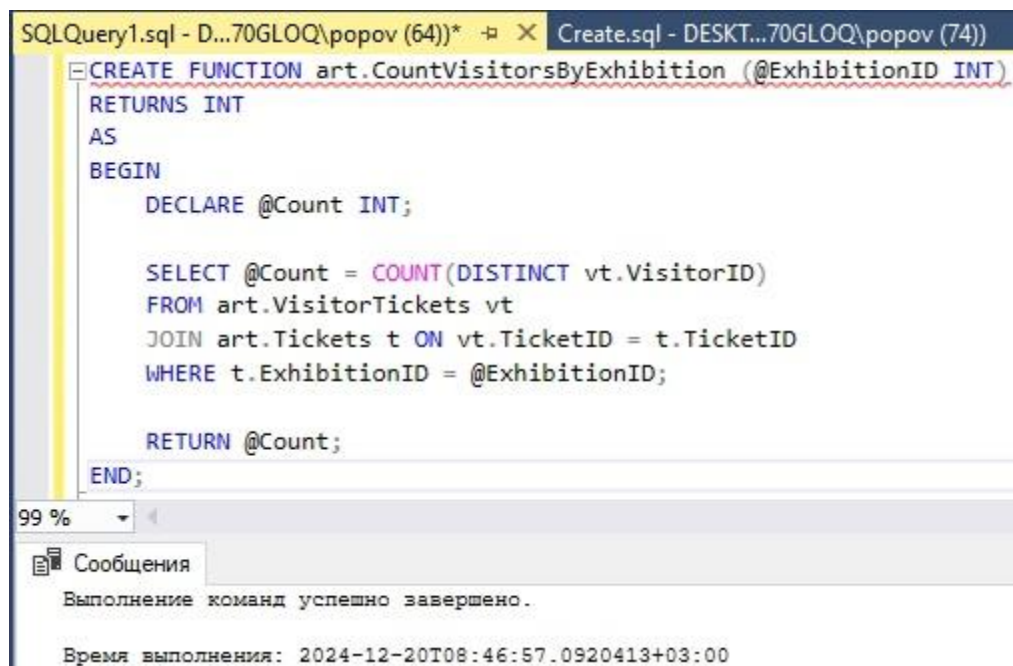 SQLQuery1.sql - D...70GLOQ\popov (64))* Create.sql - DESKT...70GLOQ\popov (74))
CREATE FUNCTION art.CountVisitorsByExhibition (@ExhibitionID INT)
RETURNS INT
AS
BEGIN
DECLARE @Count INT;
SELECT @Count = COUNT(DISTINCT vt.VisitorID)
FROM art.VisitorTickets vt
JOIN art.Tickets t ON vt.TicketID = t.TicketID
WHERE t.ExhibitionID = @ExhibitionID;
RETURN @Count;
END;
99 %
Сообщения
Выполнение команд успешно завершено.
Время выполнения: 2024-12-20T08:46:57.0920413+03:00